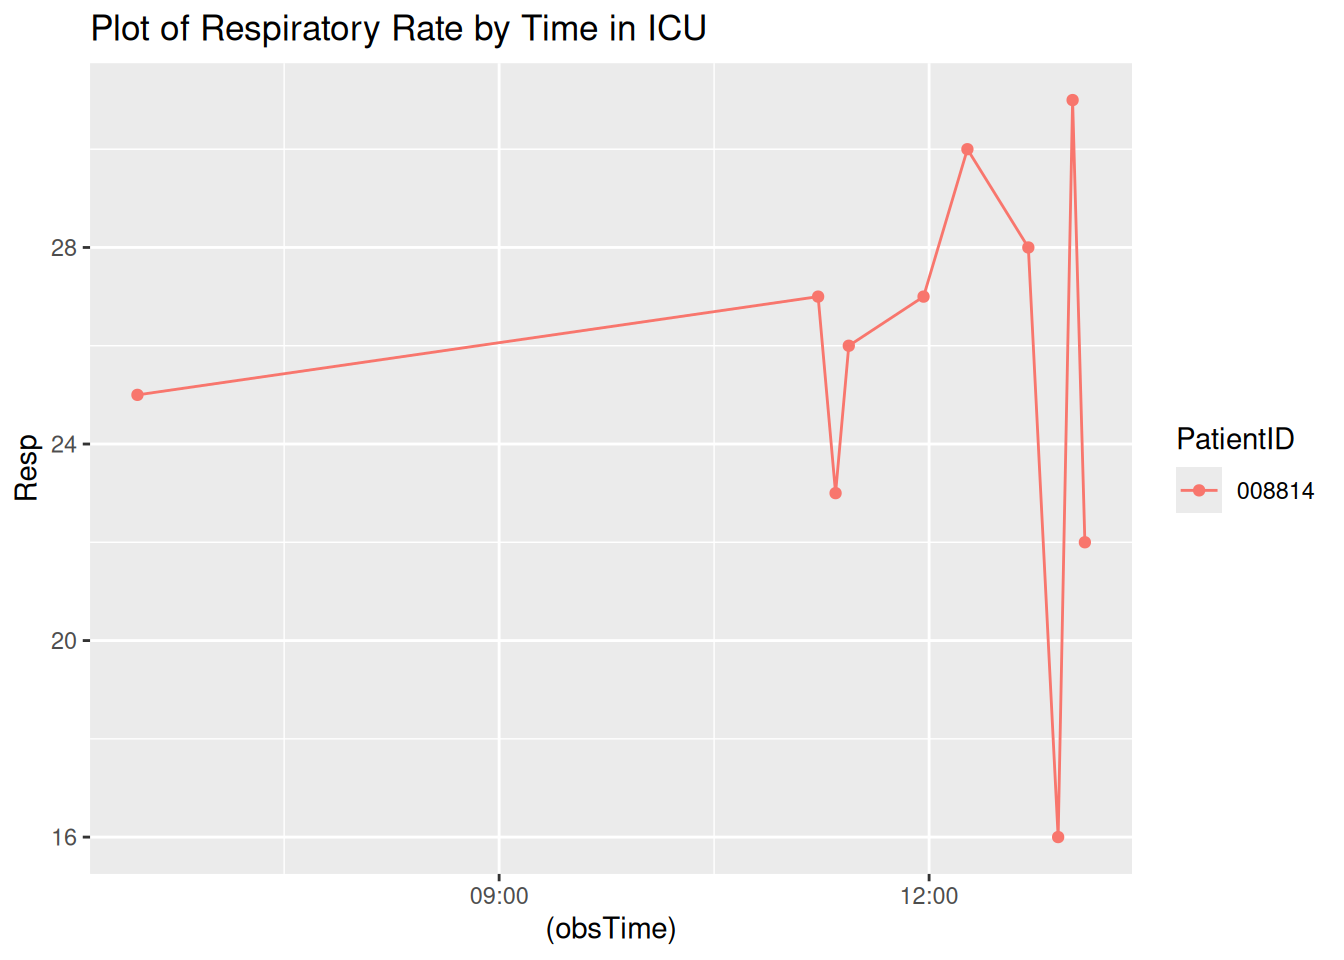 Plot of Respiratory Rate by Time in ICU
28
24
20
16
Resp
09:00
12:00
(obsTime)
PatientID
008814